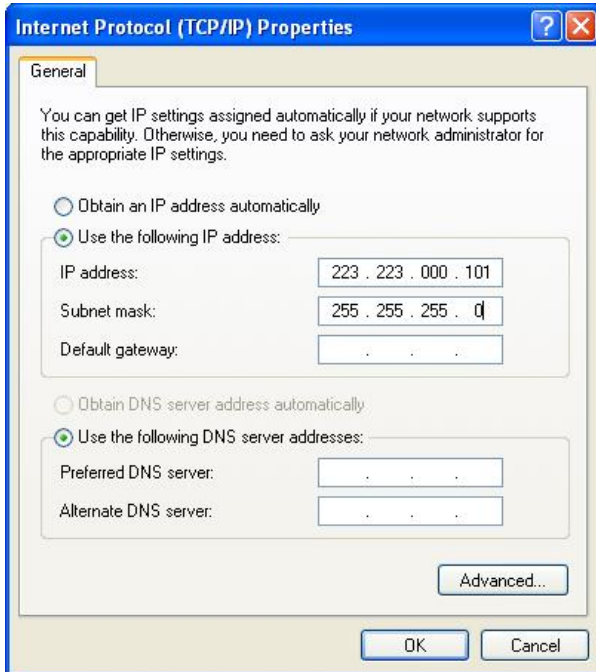 Internet Protocol (TCP/IP) Properties
General
You can get IP settings assigned automatically if your network supports
this capability. Otherwise, you need to ask your network administrator for
the appropriate IP settings.
Obtain an IP address automatically
Use the following IP address:
IP address: 223 . 223 . 000 . 101
Subnet mask: 255 . 255 . 255 . 0
Default gateway: . . .
Obtain DNS server address automatically
Use the following DNS server addresses:
Preferred DNS server: . . .
Alternate DNS server: . . .
Advanced...
OK Cancel